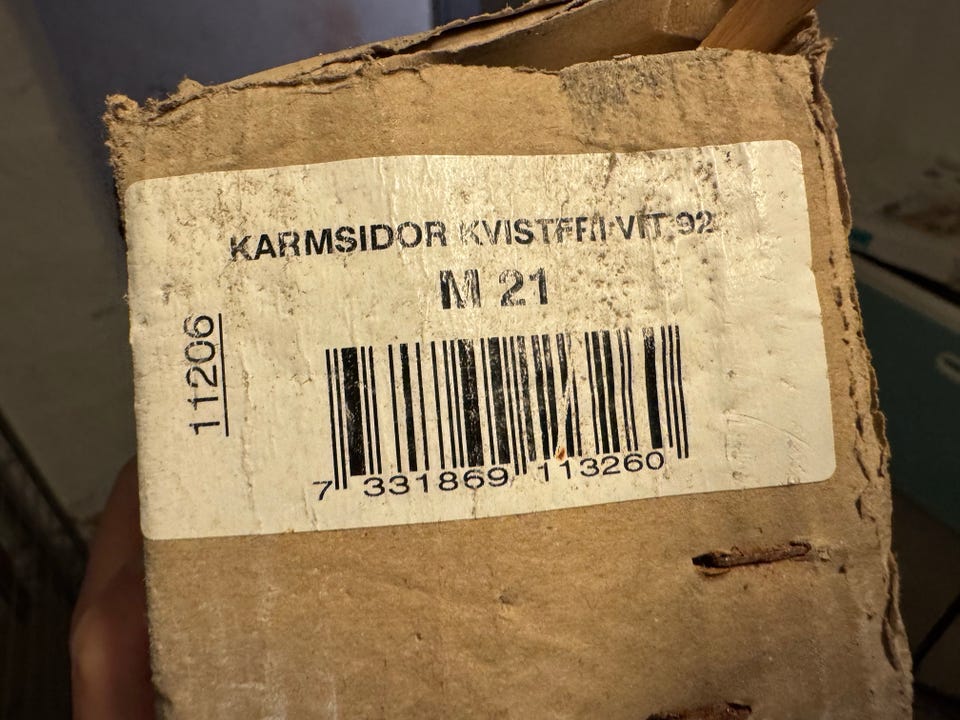 KARMSIDOR KVISTFRI VIT 92
M 21
11206
7 331869 113260